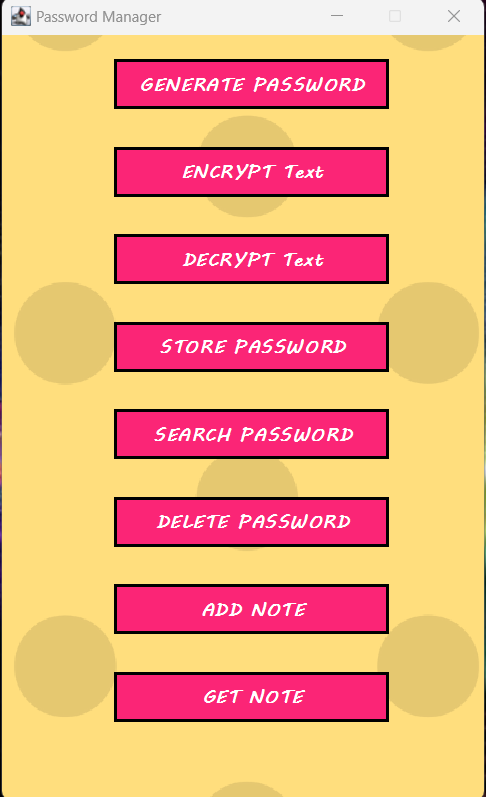 Password Manager
GENERATE PASSWORD
ENCRYPT Text
DECRYPT Text
STORE PASSWORD
SEARCH PASSWORD
DELETE PASSWORD
ADD NOTE
GET NOTE